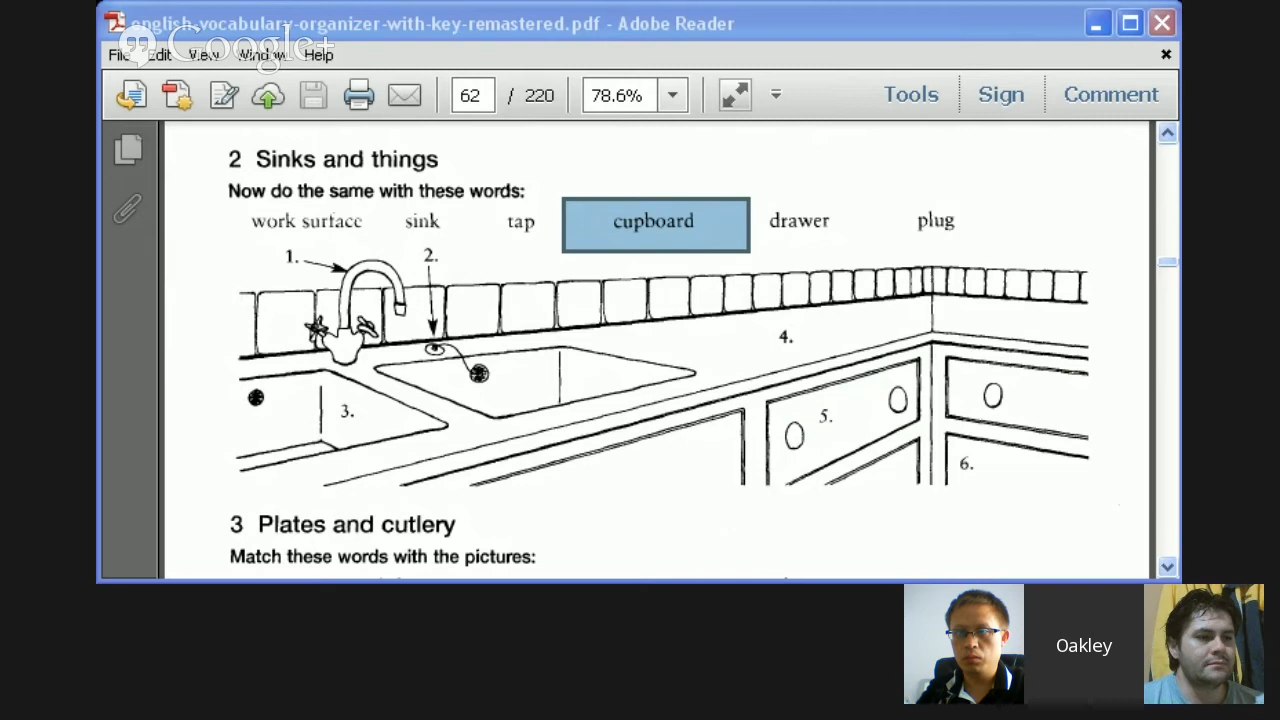 english-vocabulary-organizer-with-key-remastered.pdf - Adobe Reader
Google+
File Edit View Window Help
62 / 220 78.6% Tools Sign Comment
2 Sinks and things
Now do the same with these words:
work surface sink tap cupboard drawer plug
1. 2.
4.
3. 5.
6.
3 Plates and cutlery
Match these words with the pictures:
Oakley